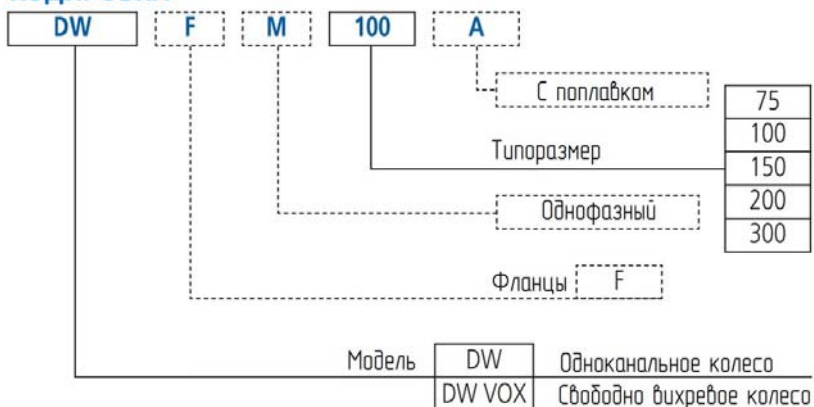 DW F M 100 A
С поплавком
75
100
Типоразмер
150
200
Однофазный
300
Фланцы F
Модель DW Одноканальное колесо
DW VOX Свободно вихревое колесо